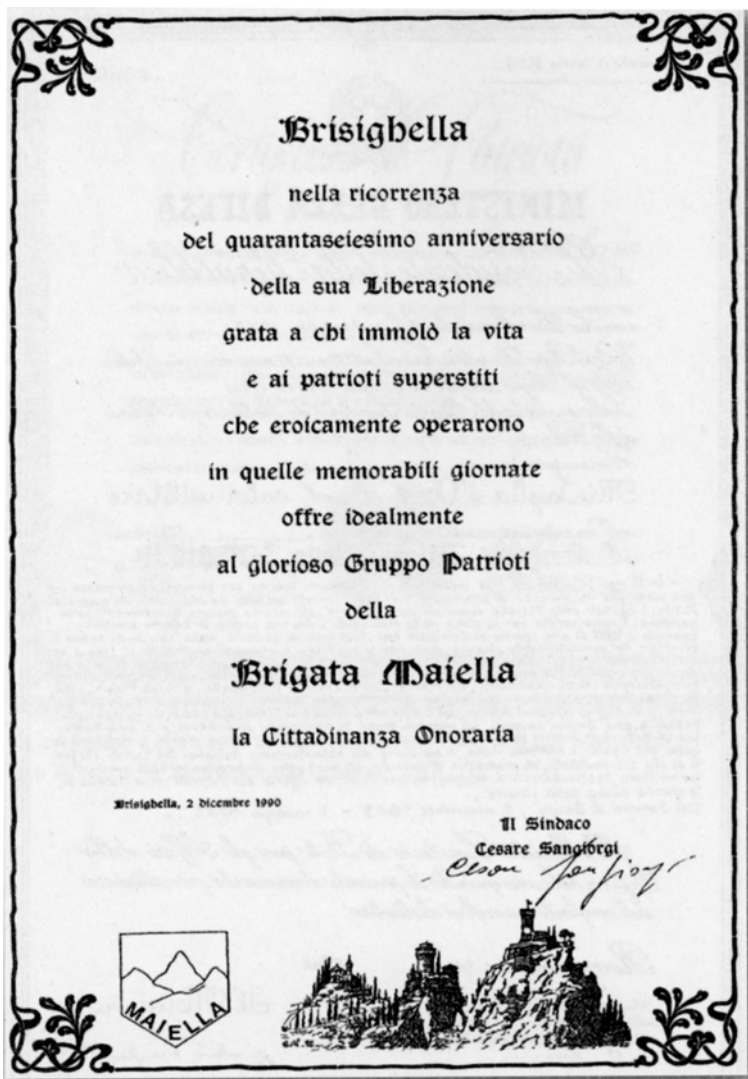 Brisighella
nella ricorrenza
del quarantaseiesimo anniversario
della sua Liberazione
grata a chi immolò la vita
e ai patrioti superstiti
che eroicamente operarono
in quelle memorabili giornate
offre idealmente
al glorioso Gruppo Patrioti
della
Brigata Maiella
la Cittadinanza Onoraria
Brisighella, 2 dicembre 1990
Il Sindaco
Cesare Sangiorgi
Cesare Sangiorgi
MAIELLA